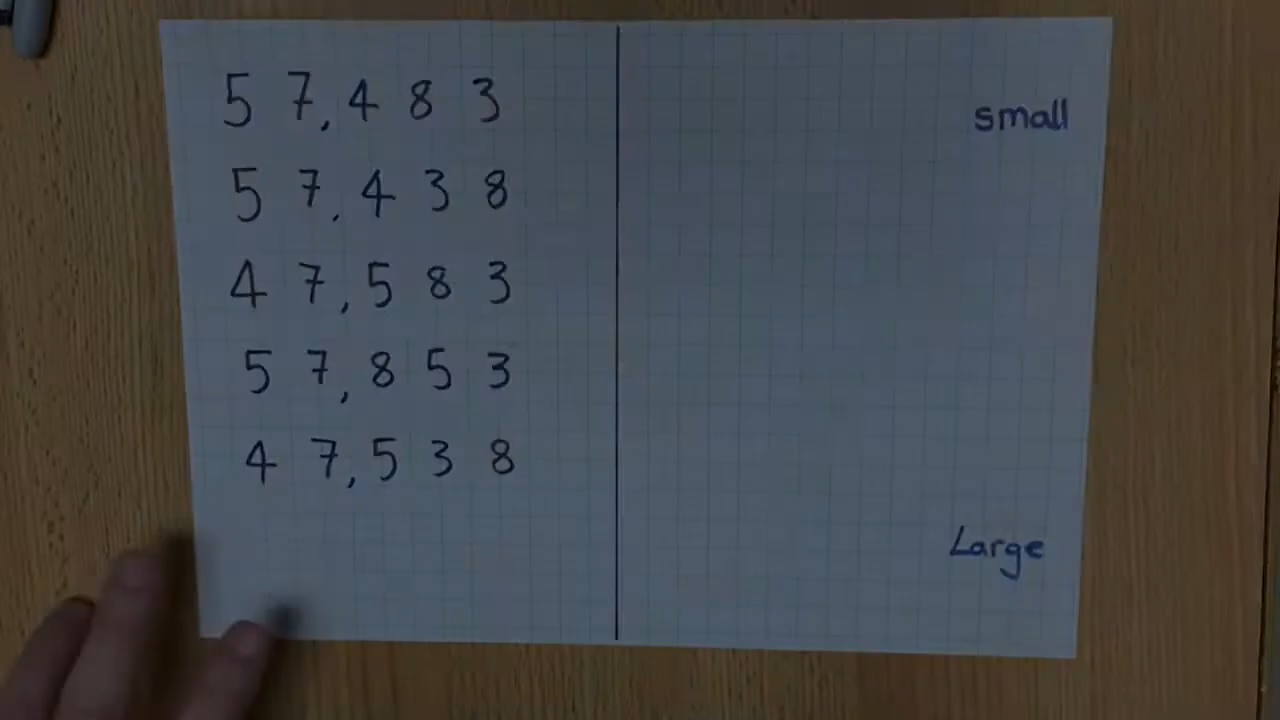 5 7, 4 8 3
small
5 7, 4 3 8
4 7, 5 8 3
5 7, 8 5 3
4 7, 5 3 8
Large